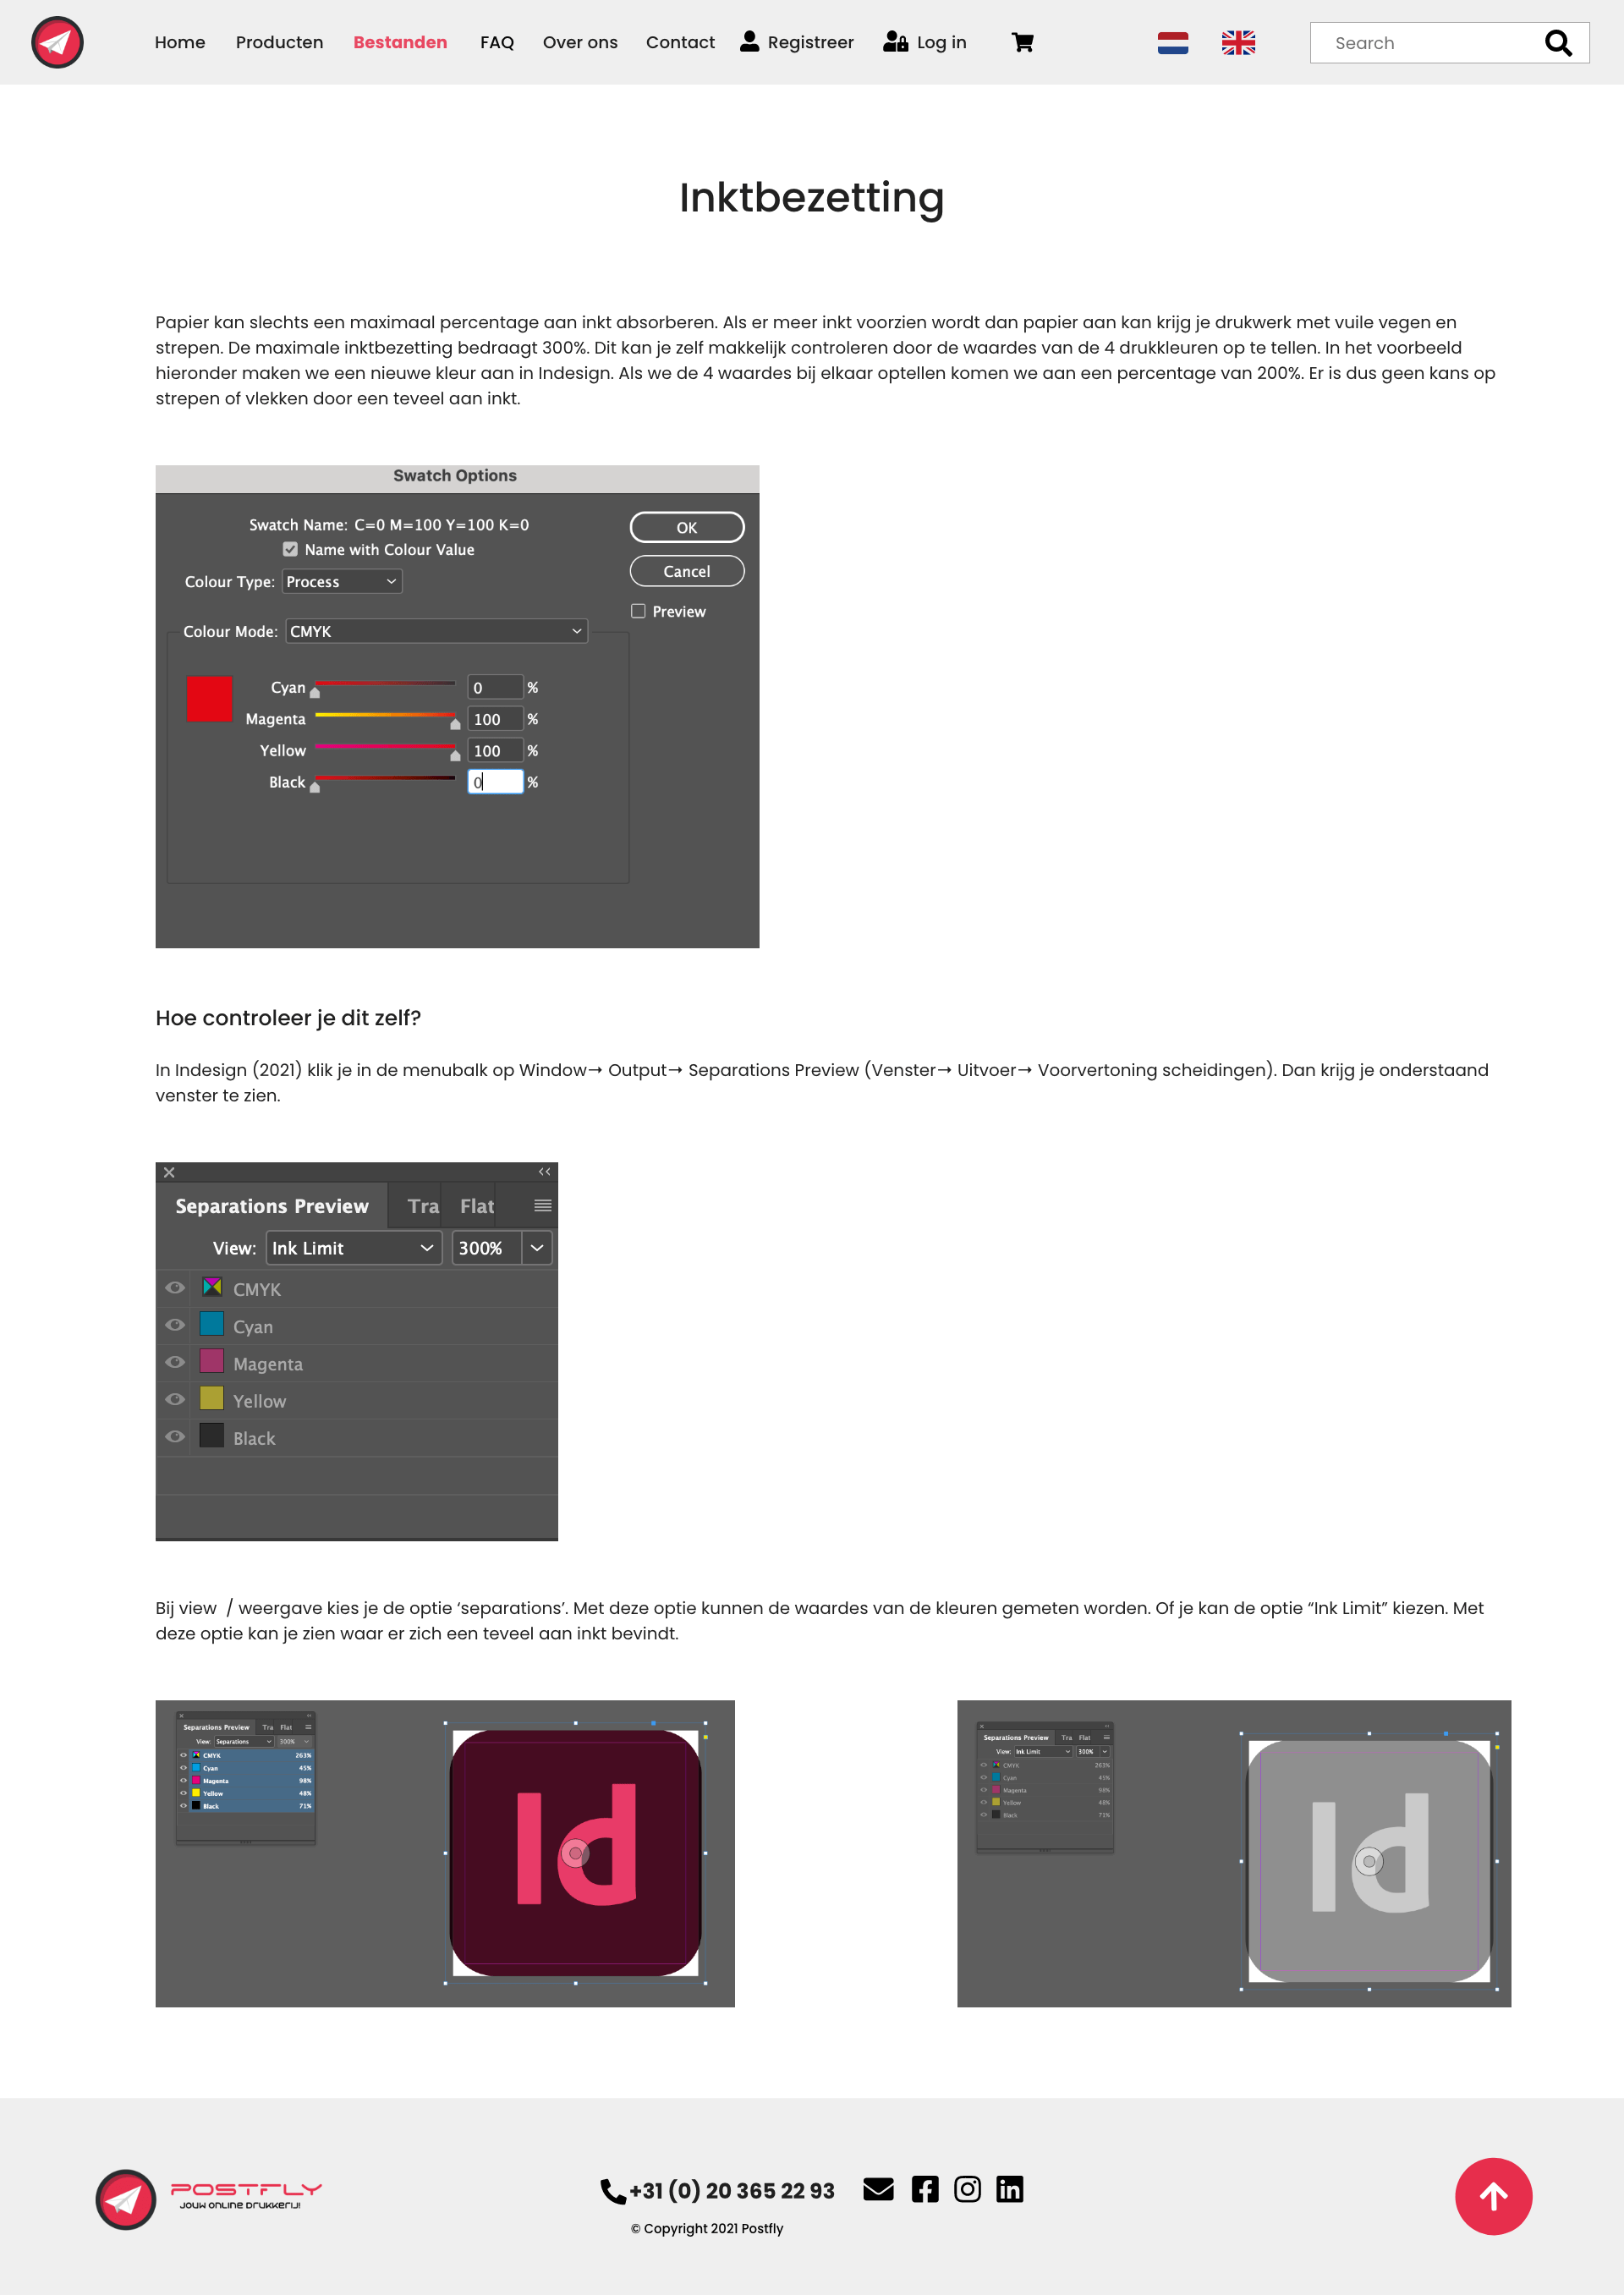 Home Producten Bestanden FAQ Over ons Contact Registreer Log in Search
Inktbezetting
Papier kan slechts een maximaal percentage aan inkt absorberen. Als er meer inkt voorzien wordt dan papier aan kan krijg je drukwerk met vuile vegen en
strepen. De maximale inktbezetting bedraagt 300%. Dit kan je zelf makkelijk controleren door de waardes van de 4 drukkleuren op te tellen. In het voorbeeld
hieronder maken we een nieuwe kleur aan in Indesign. Als we de 4 waardes bij elkaar optellen komen we aan een percentage van 200%. Er is dus geen kans op
strepen of vlekken door een teveel aan inkt.
Swatch Options
Swatch Name: C=0 M=100 Y=100 K=0
OK
Name with Colour Value
Cancel
Colour Type: Process
Preview
Colour Mode: CMYK
Cyan 0 %
Magenta 100 %
Yellow 100 %
Black 0 %
Hoe controleer je dit zelf?
In Indesign (2021) klik je in de menubalk op Window→ Output→ Separations Preview (Venster→ Uitvoer→ Voorvertoning scheidingen). Dan krijg je onderstaand
venster te zien.
Separations Preview Tra Flat
View: Ink Limit 300%
CMYK
Cyan
Magenta
Yellow
Black
Bij view / weergave kies je de optie ‘separations’. Met deze optie kunnen de waardes van de kleuren gemeten worden. Of je kan de optie “Ink Limit” kiezen. Met
deze optie kan je zien waar er zich een teveel aan inkt bevindt.
Separations Preview Tra Flat
View: Separations 300%
CMYK 263%
Cyan 45%
Magenta 98%
Yellow 48%
Black 71%
Id
Separations Preview Tra Flat
View: Ink Limit 300%
CMYK 263%
Cyan 45%
Magenta 98%
Yellow 48%
Black 71%
Id
POSTFLY
JOUW ONLINE DRUKKERIJ!
+31 (0) 20 365 22 93
© Copyright 2021 Postfly